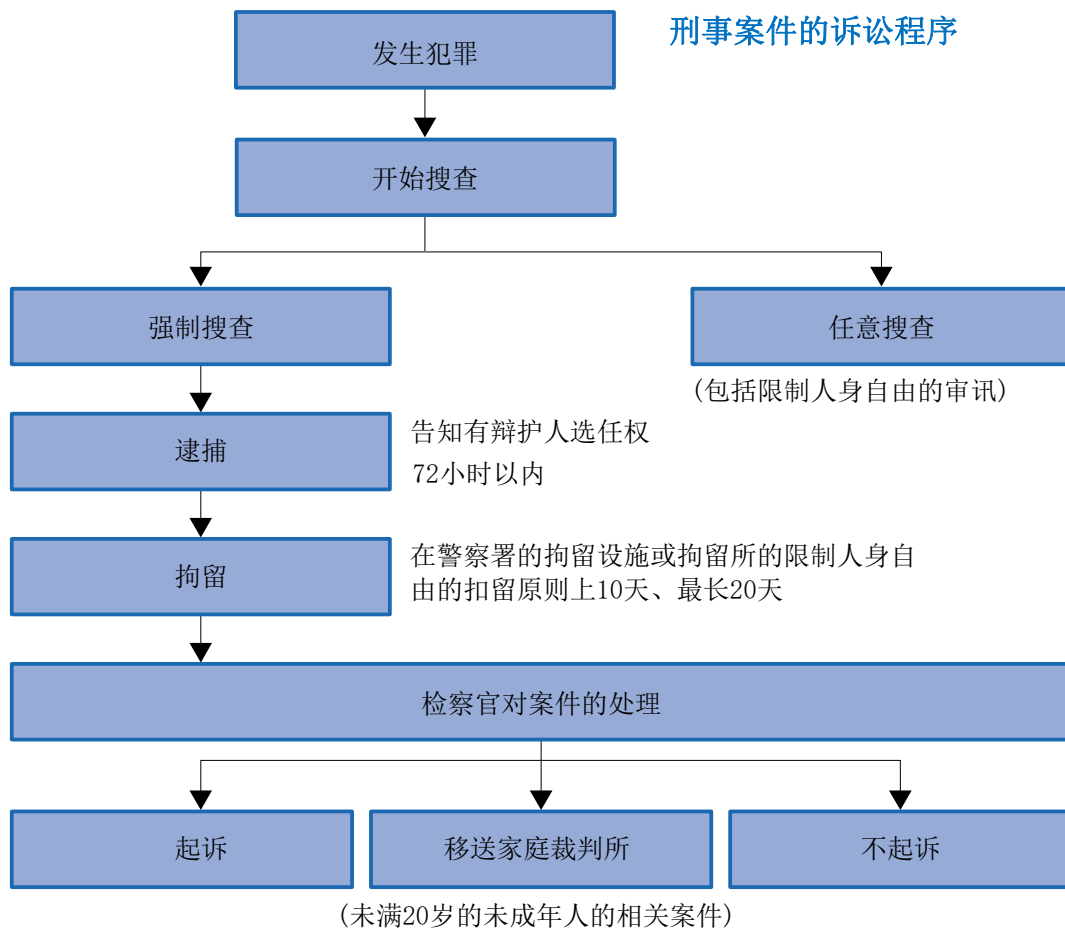 刑事案件的诉讼程序
发生犯罪
开始搜查
强制搜查
任意搜查
(包括限制人身自由的审讯)
逮捕
告知有辩护人选任权
72小时以内
拘留
在警察署的拘留设施或拘留所的限制人身自
由的扣留原则上10天、最长20天
检察官对案件的处理
起诉
移送家庭裁判所
不起诉
(未满20岁的未成年人的相关案件)